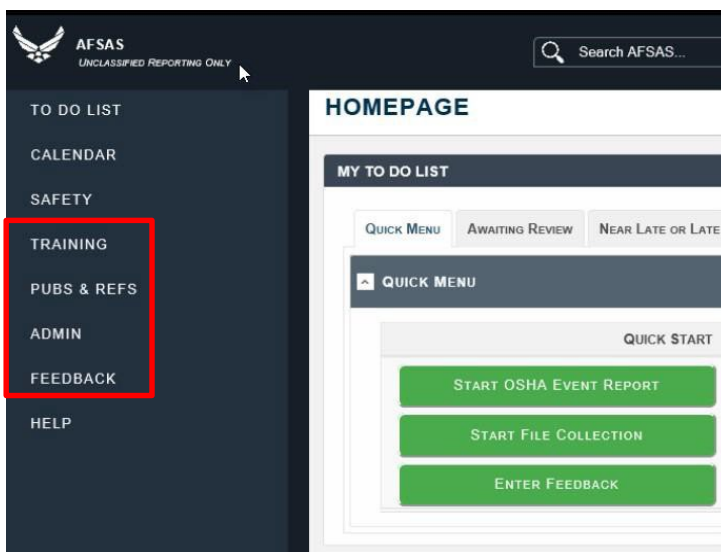 AFSAS
UNCLASSIFIED REPORTING ONLY
Search AFSAS...
TO DO LIST
CALENDAR
SAFETY
TRAINING
PUBS & REFS
ADMIN
FEEDBACK
HELP
HOMEPAGE
MY TO DO LIST
QUICK MENU AWAITING REVIEW NEAR LATE OR LATE
QUICK MENU
QUICK START
START OSHA EVENT REPORT
START FILE COLLECTION
ENTER FEEDBACK